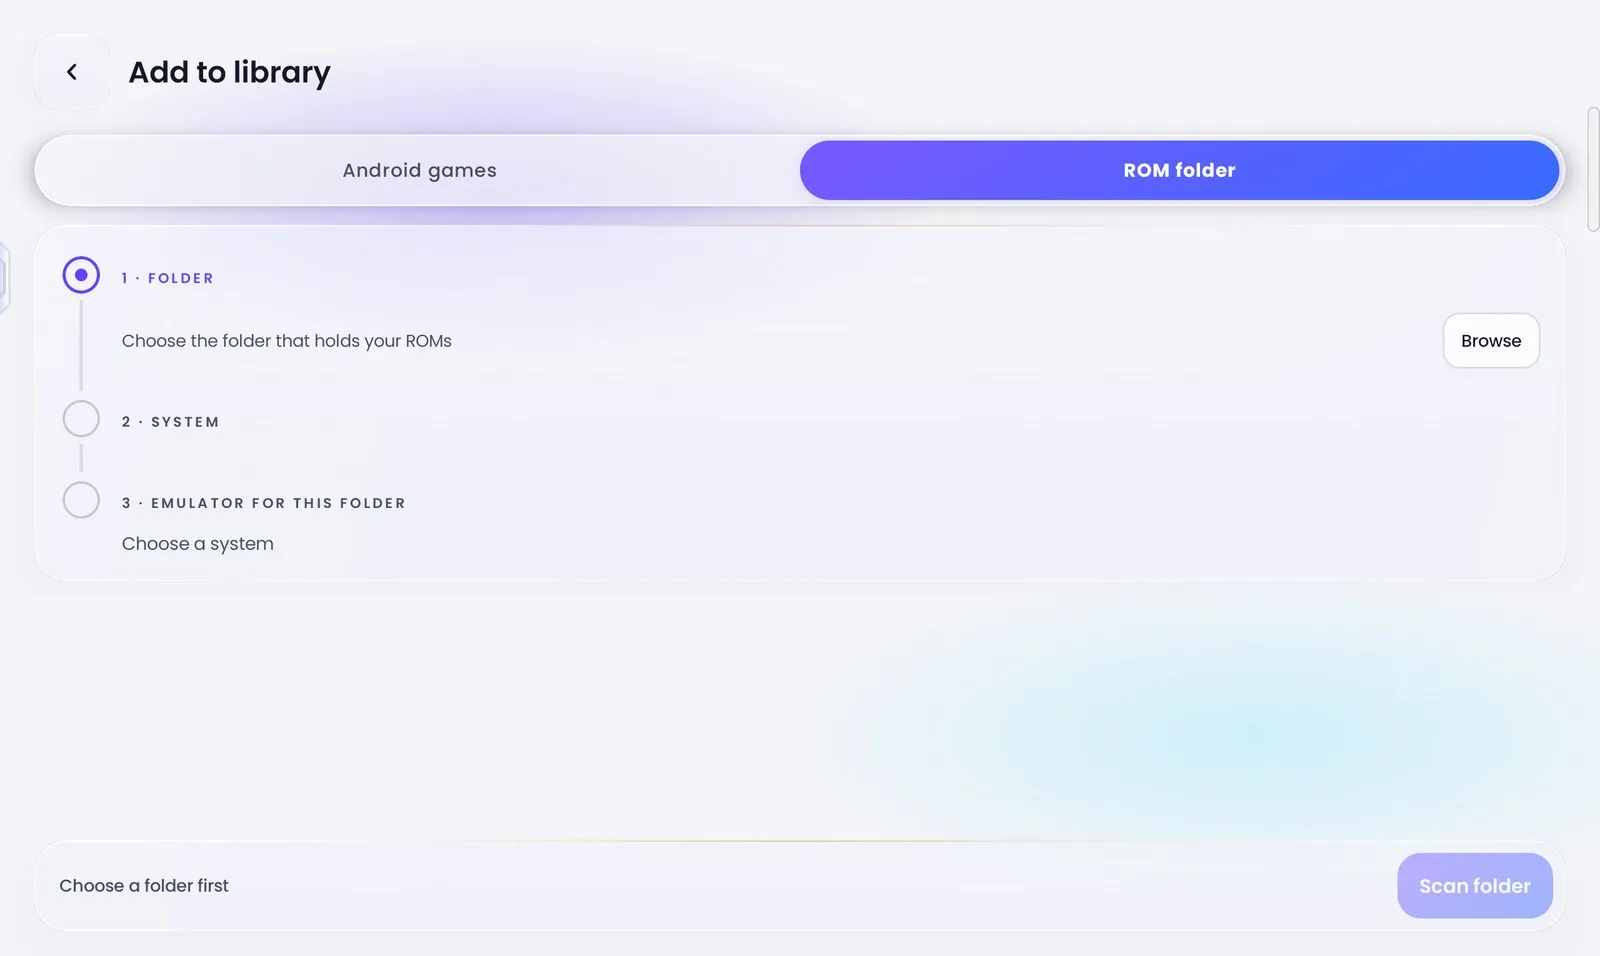 Add to library
Android games
ROM folder
1 · FOLDER
Choose the folder that holds your ROMs
Browse
2 · SYSTEM
3 · EMULATOR FOR THIS FOLDER
Choose a system
Choose a folder first
Scan folder